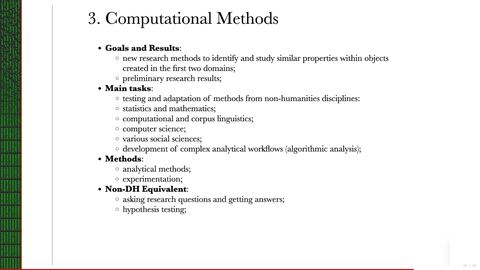 3. Computational Methods
• Goals and Results:
○ new research methods to identify and study similar properties within objects
created in the first two domains;
○ preliminary research results;
• Main tasks:
○ testing and adaptation of methods from non-humanities disciplines:
○ statistics and mathematics;
○ computational and corpus linguistics;
○ computer science;
○ various social sciences;
○ development of complex analytical workflows (algorithmic analysis);
• Methods:
○ analytical methods;
○ experimentation;
• Non-DH Equivalent:
○ asking research questions and getting answers;
○ hypothesis testing;